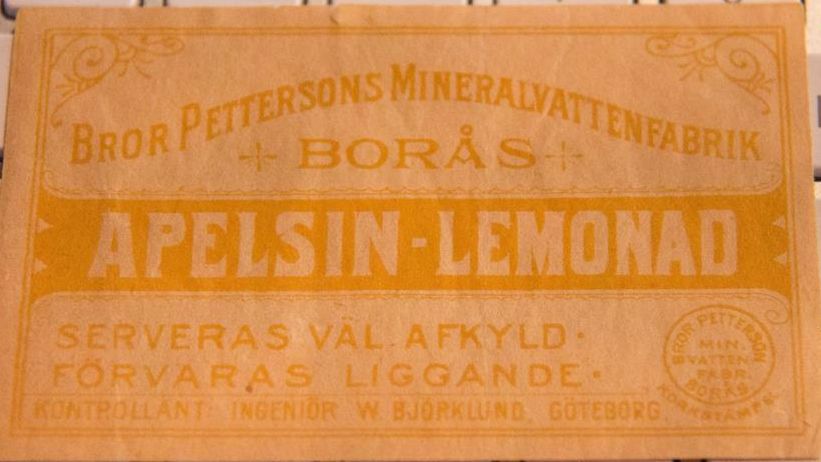 BROR PETTERSONS MINERALVATTENFABRIK
BORÅS
APELSIN-LEMONAD
SERVERAS VÄL AFKYLD.
FÖRVARAS LIGGANDE.
KONTROLLANT: INGENIÖR W. BJÖRKLUND, GÖTEBORG.
BROR PETTERSON
MIN.
VATTEN-
FABR.
BORÅS.
KORKSTÄMPEL